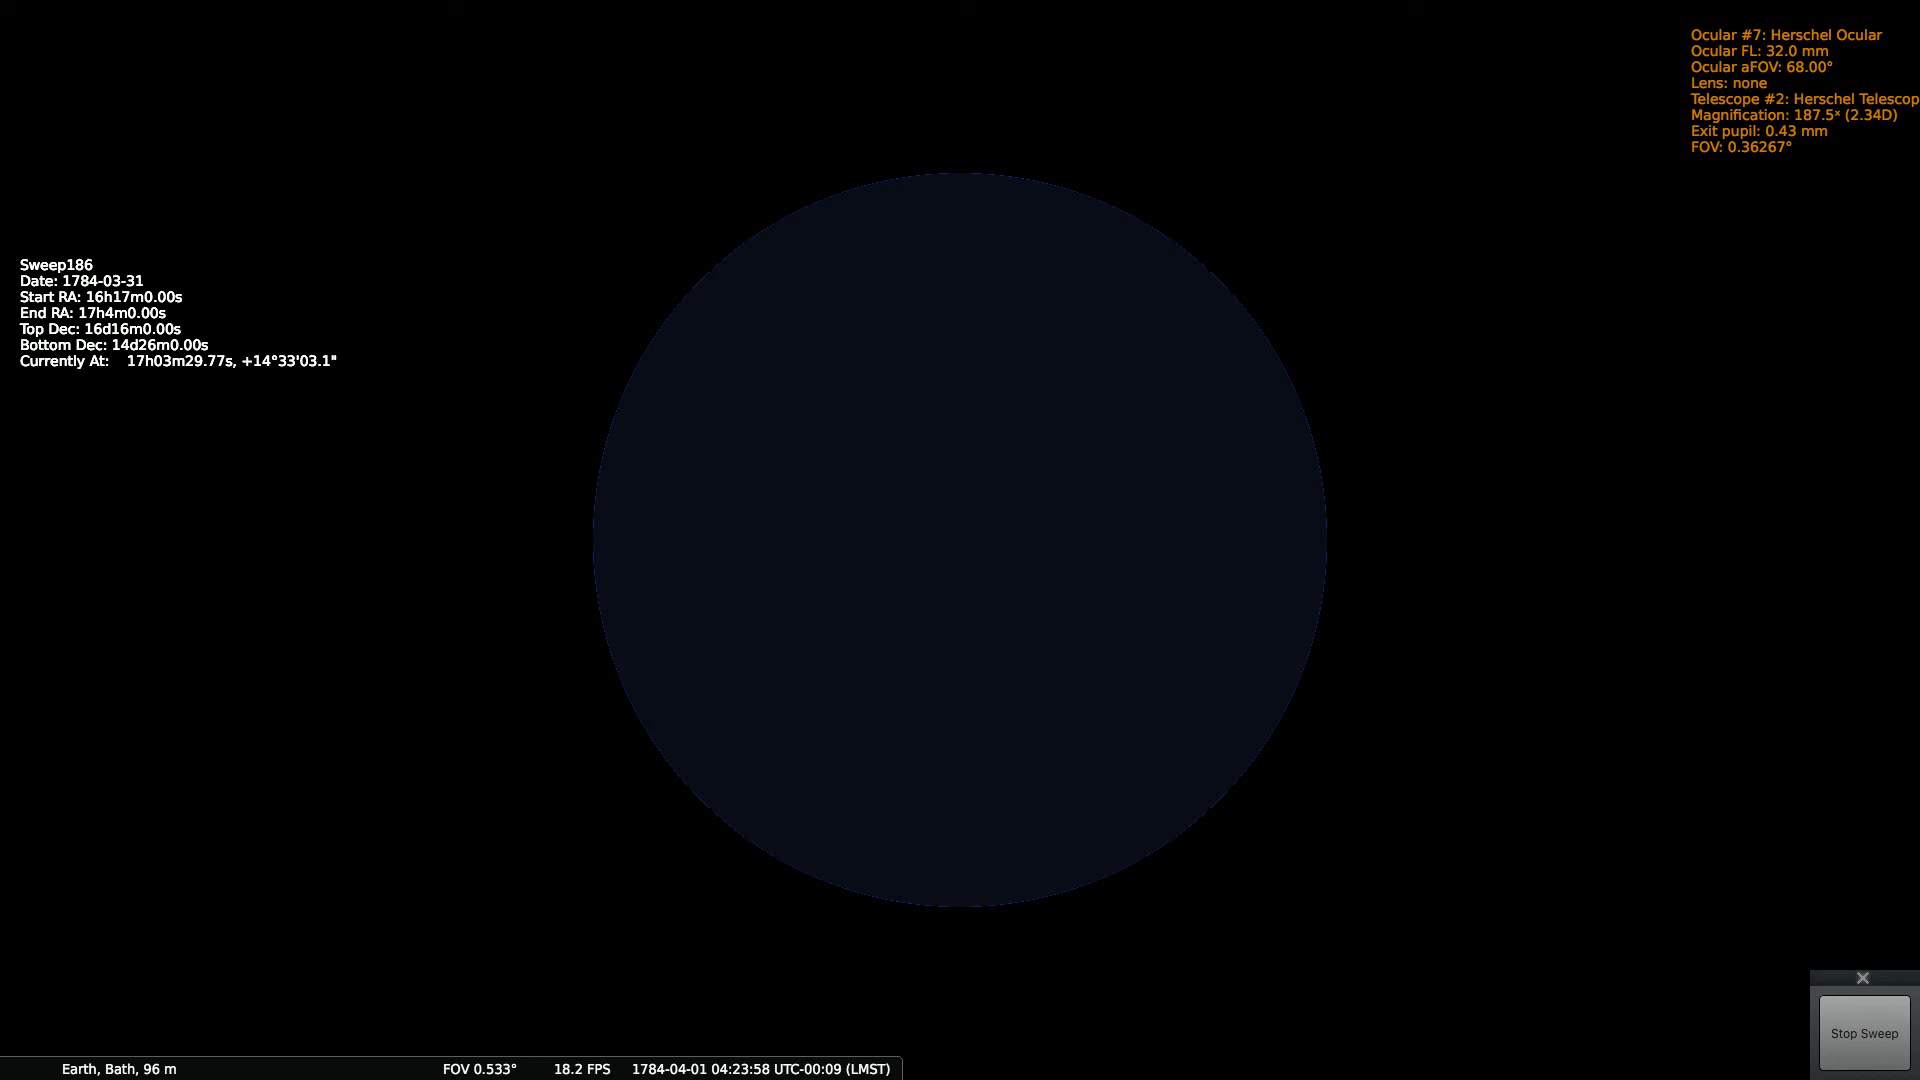 Ocular #7: Herschel Ocular
Ocular FL: 32.0 mm
Ocular aFOV: 68.00°
Lens: none
Telescope #2: Herschel Telescop
Magnification: 187.5ˣ (2.34D)
Exit pupil: 0.43 mm
FOV: 0.36267°
Sweep186
Date: 1784-03-31
Start RA: 16h17m0.00s
End RA: 17h4m0.00s
Top Dec: 16d16m0.00s
Bottom Dec: 14d26m0.00s
Currently At: 17h03m29.77s, +14°33'03.1"
Stop Sweep
Earth, Bath, 96 m FOV 0.533° 18.2 FPS 1784-04-01 04:23:58 UTC-00:09 (LMST)